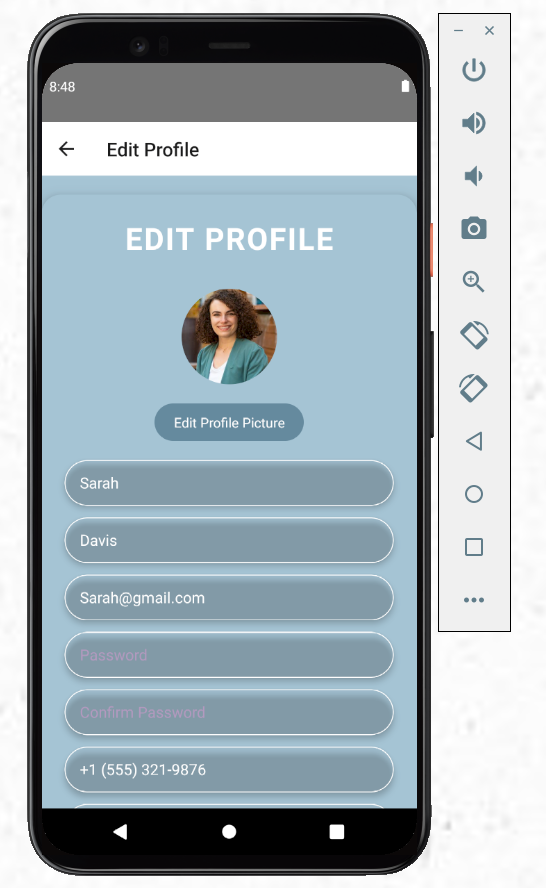 8:48
Edit Profile
EDIT PROFILE
Edit Profile Picture
Sarah
Davis
Sarah@gmail.com
Password
Confirm Password
+1 (555) 321-9876